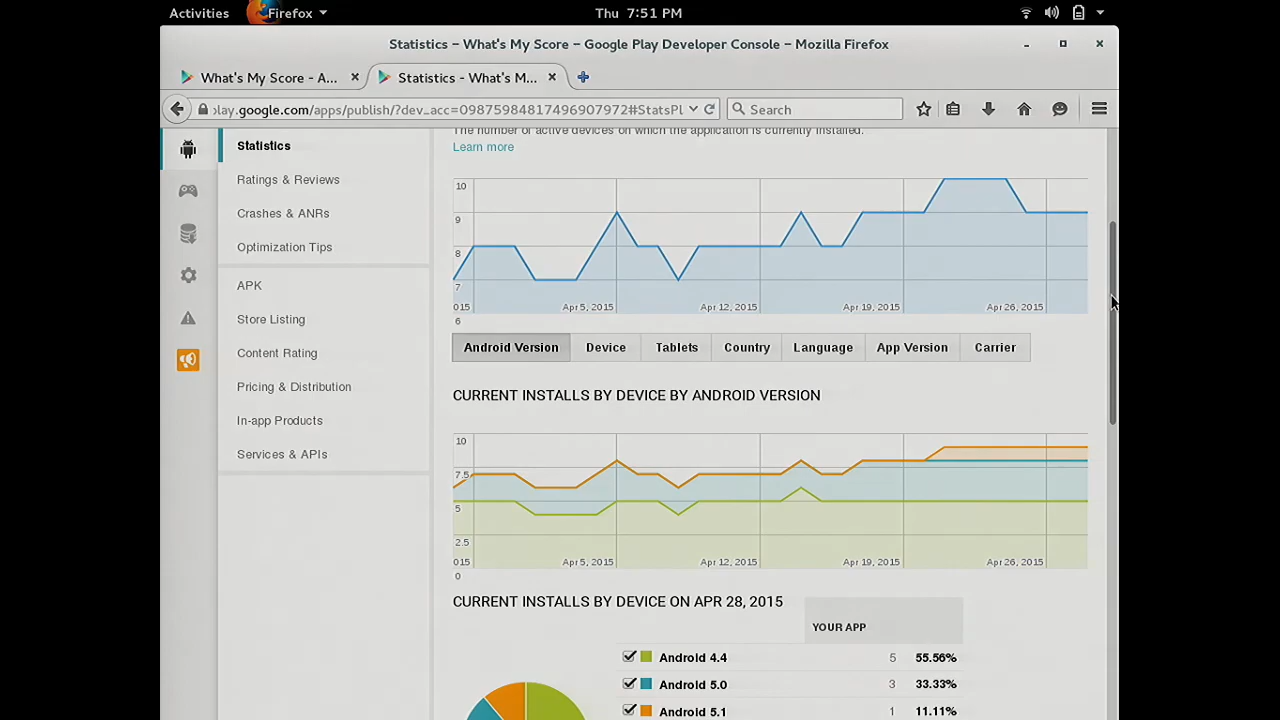 Activities Firefox Thu 7:51 PM
Statistics – What's My Score – Google Play Developer Console – Mozilla Firefox
What's My Score - A... Statistics - What's M...
play.google.com/apps/publish/?dev_acc=09875984817496907972#StatsPl Search
The number of active devices on which the application is currently installed.
Learn more
Statistics
Ratings & Reviews
Crashes & ANRs
Optimization Tips
APK
Store Listing
Content Rating
Pricing & Distribution
In-app Products
Services & APIs
10
9
8
7
015 Apr 5, 2015 Apr 12, 2015 Apr 19, 2015 Apr 26, 2015
6
Android Version Device Tablets Country Language App Version Carrier
CURRENT INSTALLS BY DEVICE BY ANDROID VERSION
10
7.5
5
2.5
015 Apr 5, 2015 Apr 12, 2015 Apr 19, 2015 Apr 26, 2015
0
CURRENT INSTALLS BY DEVICE ON APR 28, 2015
YOUR APP
Android 4.4 5 55.56%
Android 5.0 3 33.33%
Android 5.1 1 11.11%